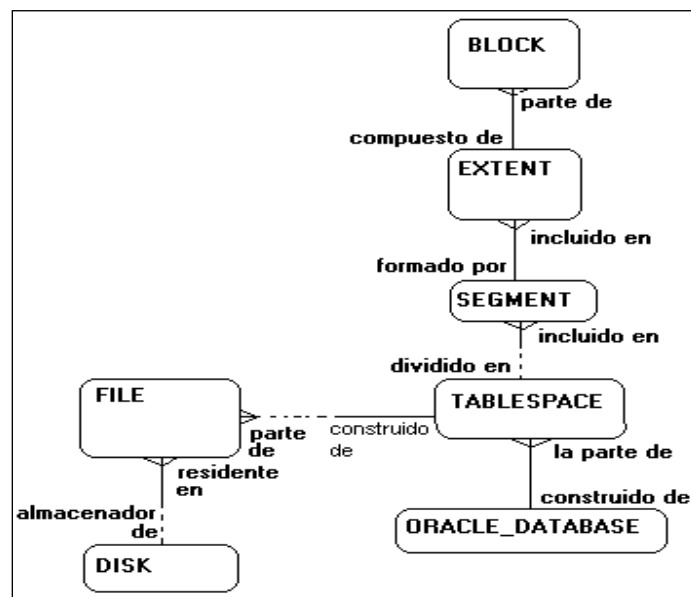 BLOCK
parte de
compuesto de
EXTENT
incluido en
formado por
SEGMENT
incluido en
dividido en
FILE
TABLESPACE
parte
de
construido
de
la parte de
residente
en
construido de
almacenador
de
ORACLE_DATABASE
DISK